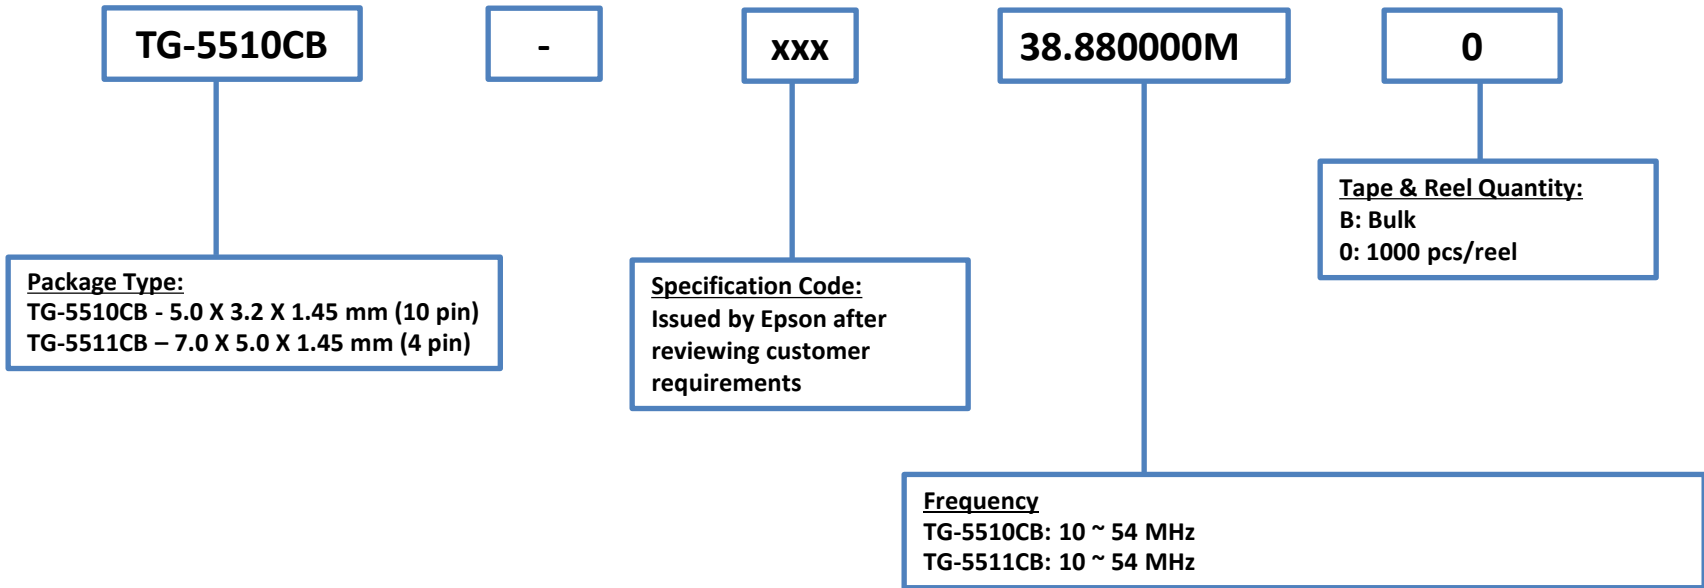 TG-5510CB - xxx 38.880000M 0
Tape & Reel Quantity:
B: Bulk
0: 1000 pcs/reel
Package Type:
TG-5510CB - 5.0 X 3.2 X 1.45 mm (10 pin)
TG-5511CB – 7.0 X 5.0 X 1.45 mm (4 pin)
Specification Code:
Issued by Epson after
reviewing customer
requirements
Frequency
TG-5510CB: 10 ~ 54 MHz
TG-5511CB: 10 ~ 54 MHz